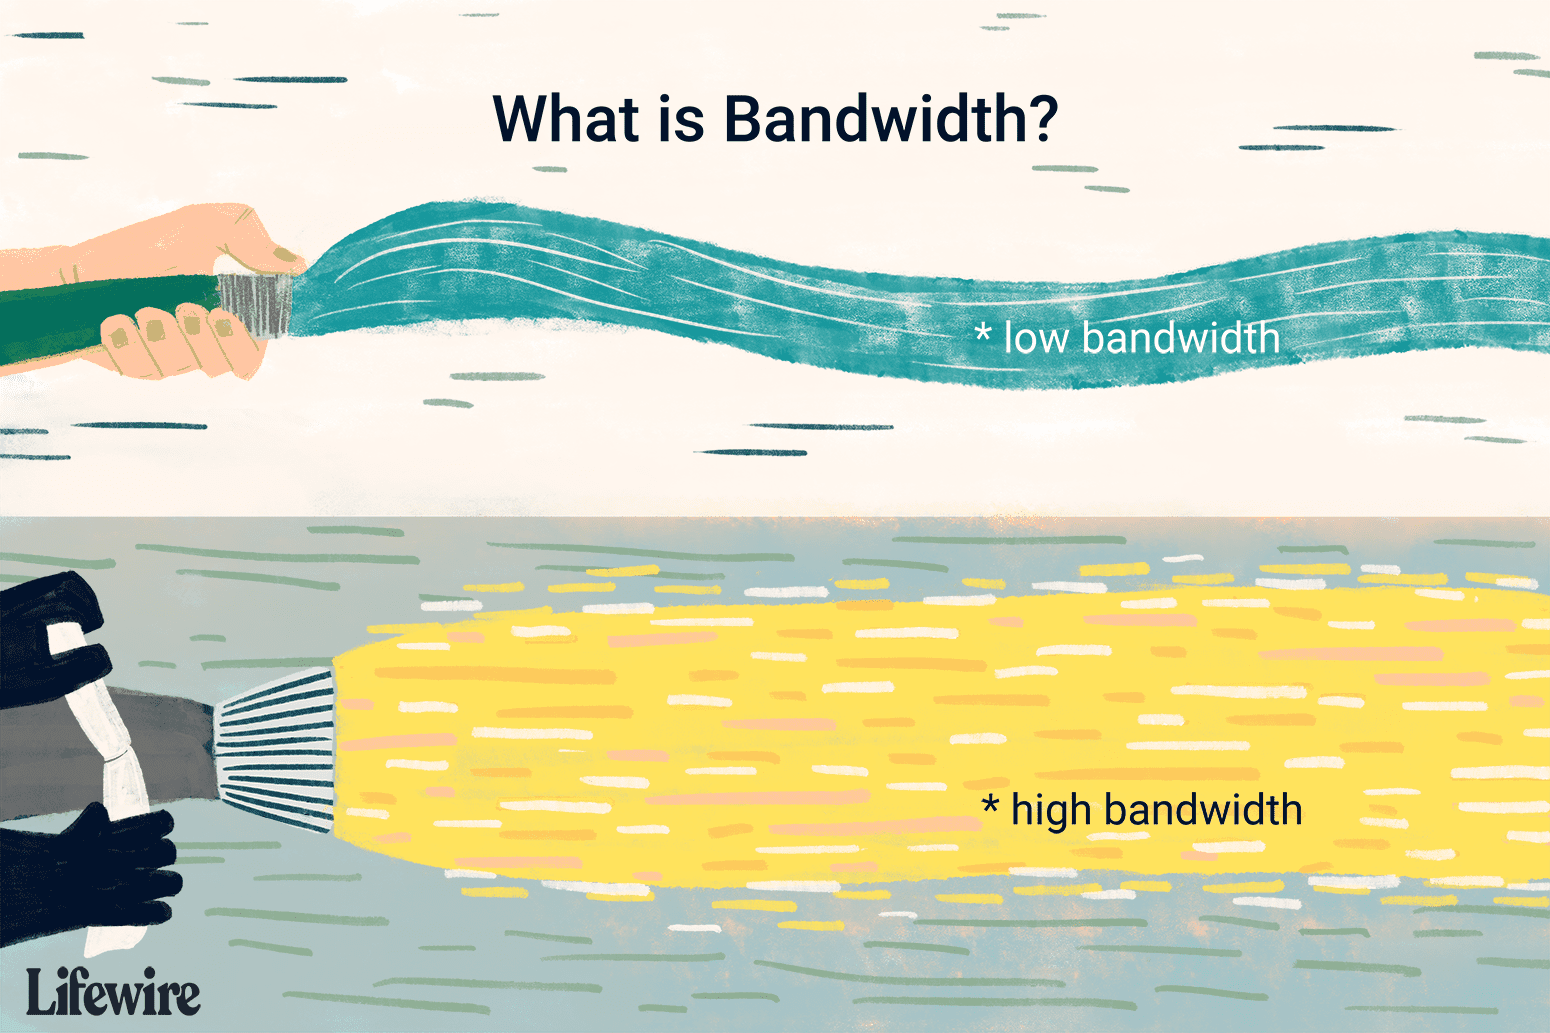 What is Bandwidth?
* low bandwidth
* high bandwidth
Lifewire